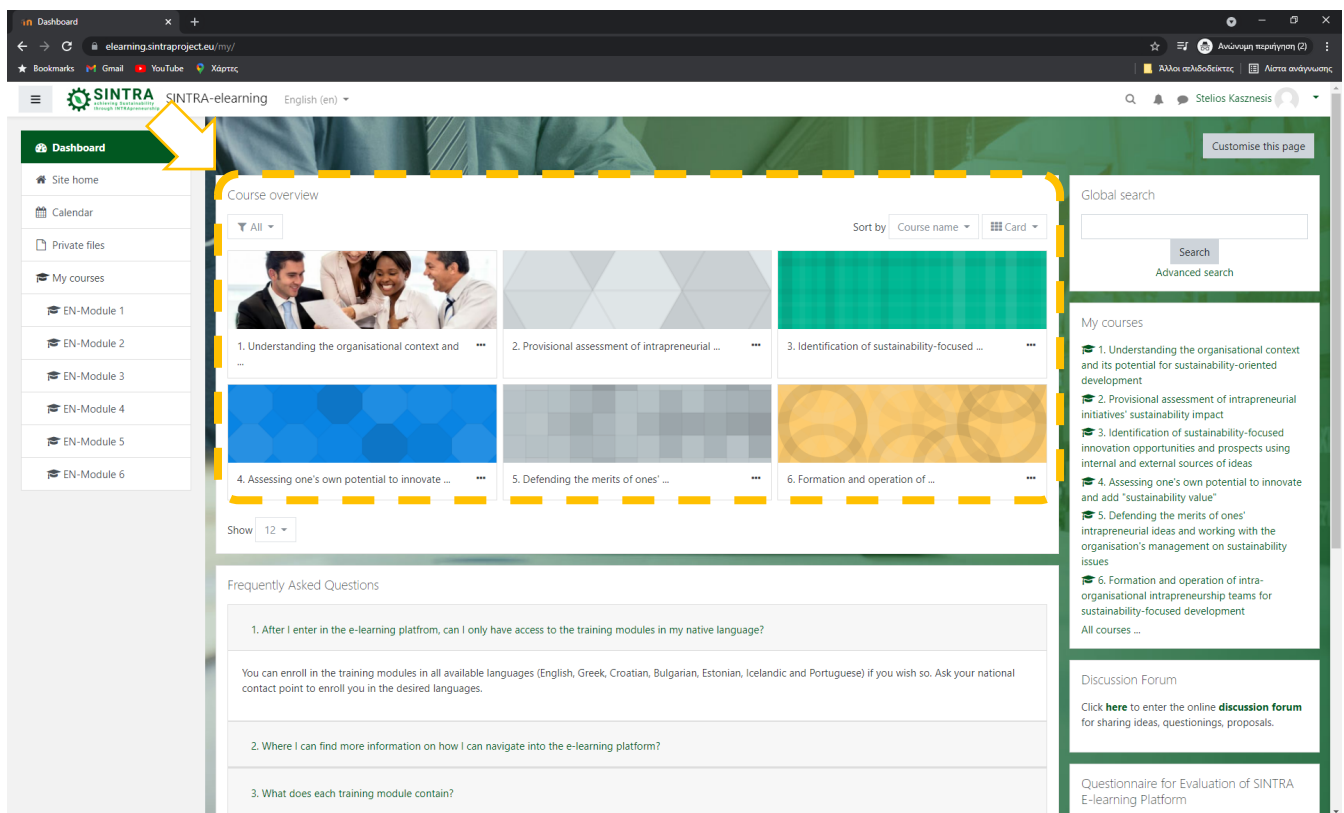 Dashboard
elearning.sintraproject.eu/my/
Ανώνυμη περιήγηση (2)
Bookmarks Gmail YouTube Χάρτες
Άλλοι σελιδοδείκτες Λίστα ανάγνωσης
SINTRA
achieving Sustainability
through INTRApreneurship
SINTRA-elearning English (en)
Stelios Kasznesis
Dashboard
Site home
Calendar
Private files
My courses
EN-Module 1
EN-Module 2
EN-Module 3
EN-Module 4
EN-Module 5
EN-Module 6
Customise this page
Course overview
All
Sort by Course name Card
1. Understanding the organisational context and
...
2. Provisional assessment of intrapreneurial ...
3. Identification of sustainability-focused ...
4. Assessing one's own potential to innovate ...
5. Defending the merits of ones' ...
6. Formation and operation of ...
Show 12
Frequently Asked Questions
1. After I enter in the e-learning platfrom, can I only have access to the training modules in my native language?
You can enroll in the training modules in all available languages (English, Greek, Croatian, Bulgarian, Estonian, Icelandic and Portuguese) if you wish so. Ask your national
contact point to enroll you in the desired languages.
2. Where I can find more information on how I can navigate into the e-learning platform?
3. What does each training module contain?
Global search
Search
Advanced search
My courses
1. Understanding the organisational context
and its potential for sustainability-oriented
development
2. Provisional assessment of intrapreneurial
initiatives' sustainability impact
3. Identification of sustainability-focused
innovation opportunities and prospects using
internal and external sources of ideas
4. Assessing one's own potential to innovate
and add "sustainability value"
5. Defending the merits of ones'
intrapreneurial ideas and working with the
organisation's management on sustainability
issues
6. Formation and operation of intra-
organisational intrapreneurship teams for
sustainability-focused development
All courses ...
Discussion Forum
Click here to enter the online discussion forum
for sharing ideas, questionings, proposals.
Questionnaire for Evaluation of SINTRA
E-learning Platform